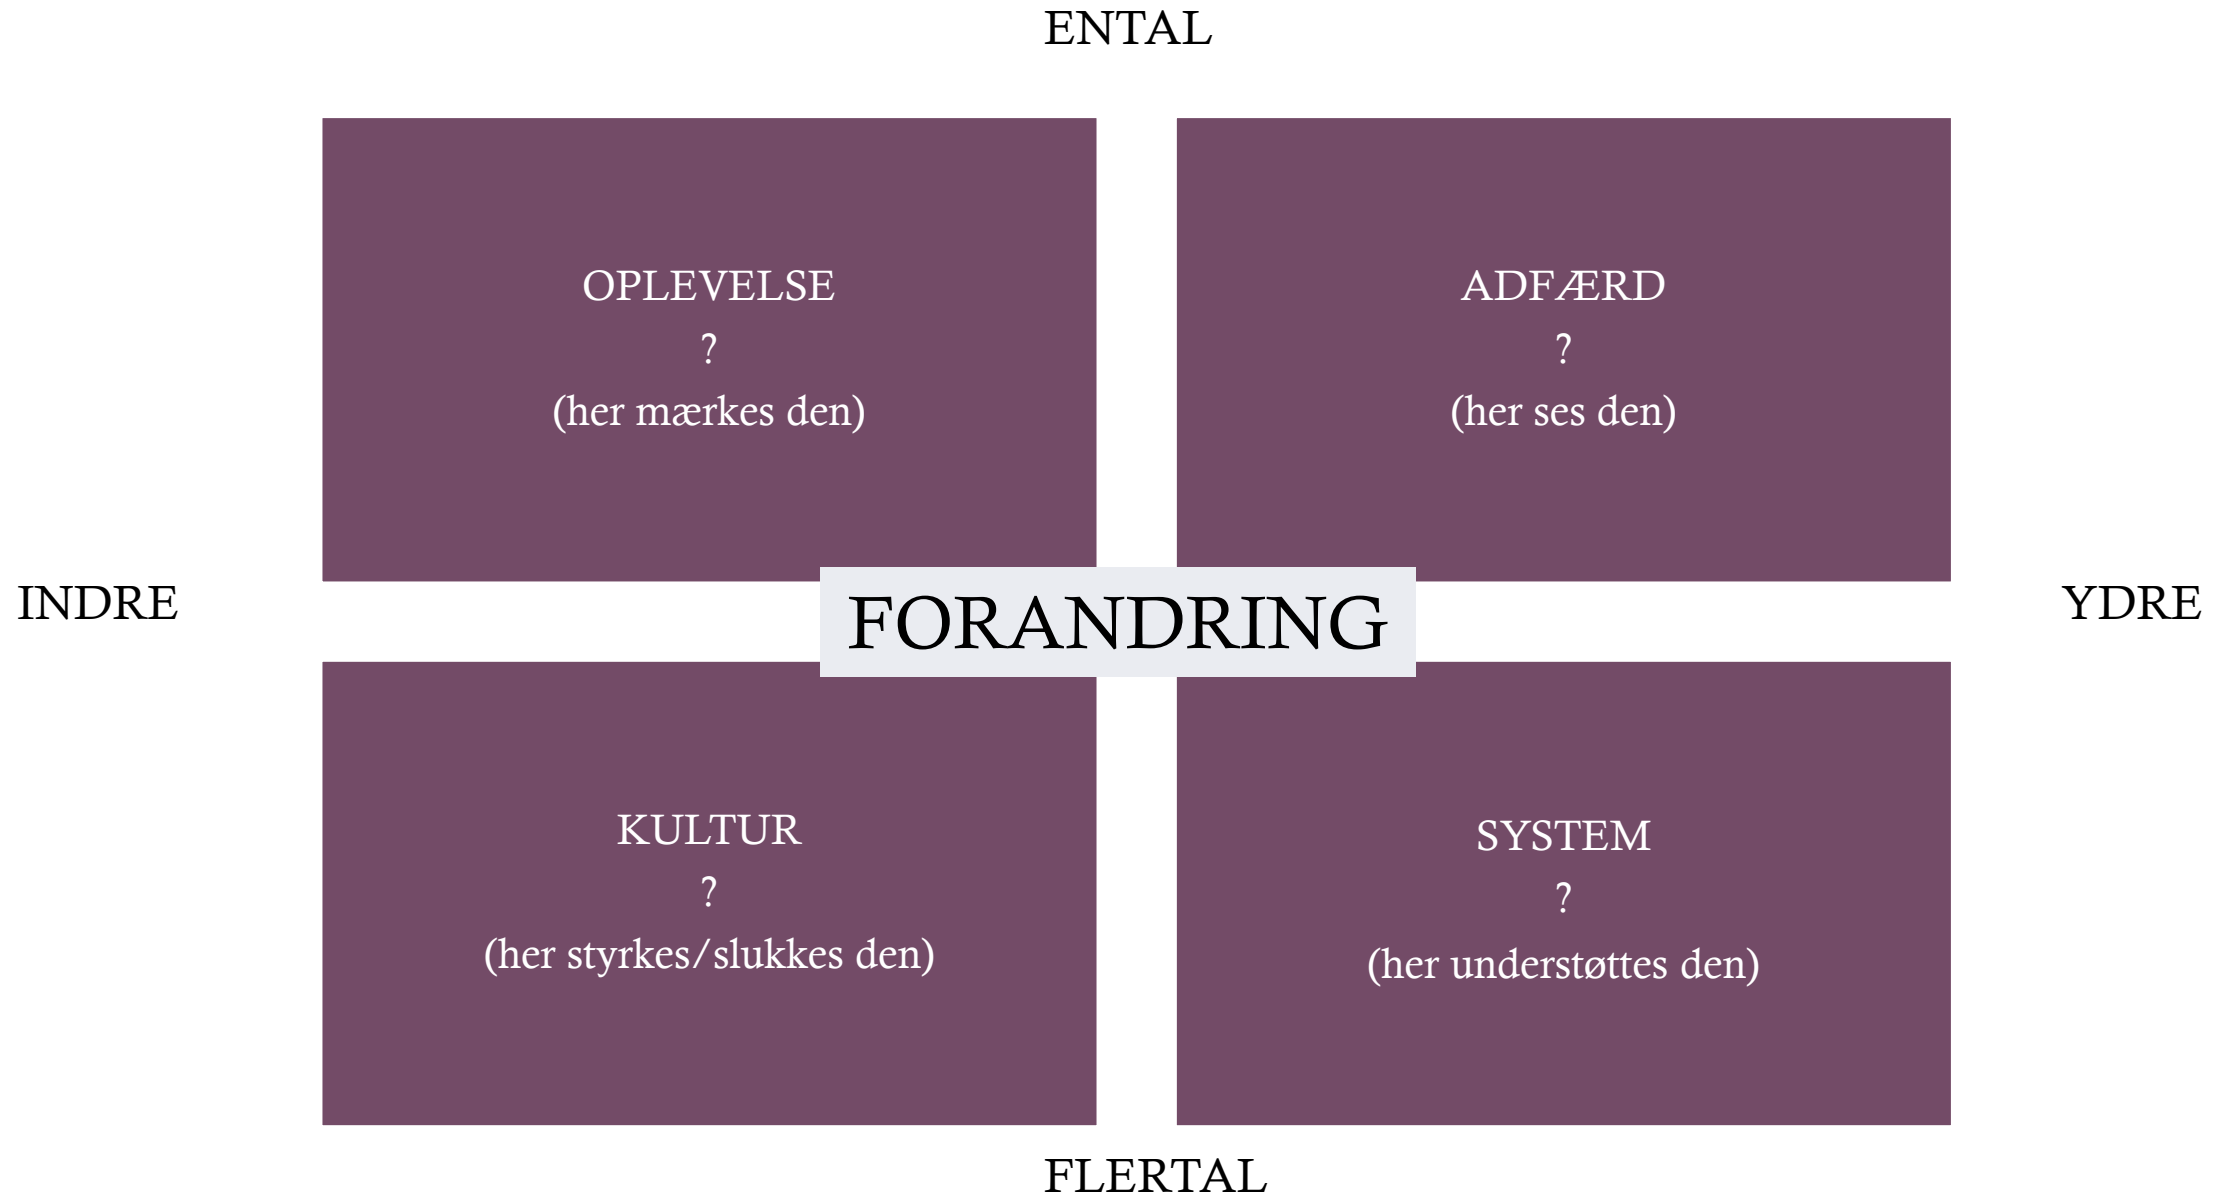 ENTAL
OPLEVELSE
?
(her mærkes den)
ADFÆRD
?
(her ses den)
INDRE
FORANDRING
YDRE
KULTUR
?
(her styrkes/slukkes den)
SYSTEM
?
(her understøttes den)
FLERTAL